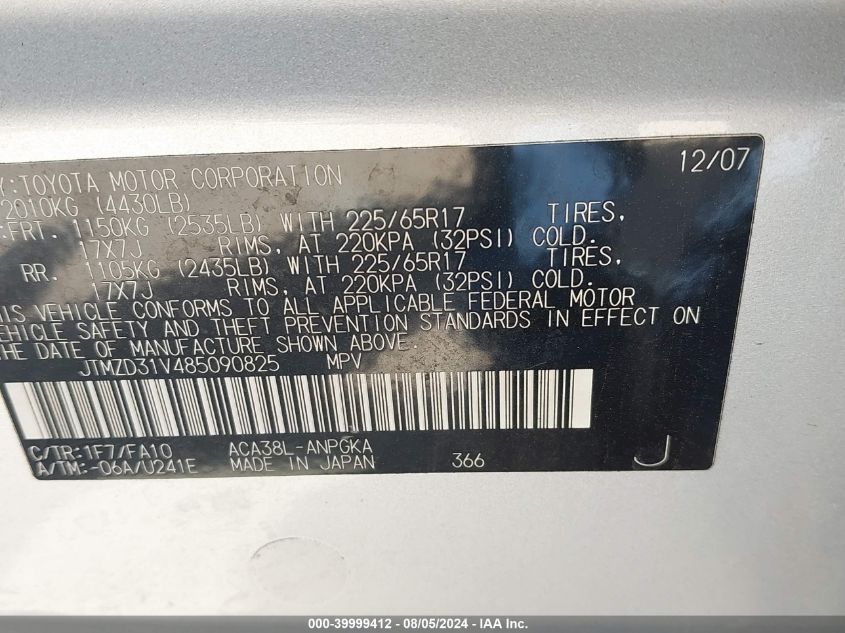 Y:TOYOTA MOTOR CORPORATION 12/07
2010KG (4430LB)
:FRT. 1150KG (2535LB) WITH 225/65R17 TIRES,
17X7J RIMS, AT 220KPA (32PSI) COLD.
RR. 1105KG (2435LB) WITH 225/65R17 TIRES,
17X7J RIMS, AT 220KPA (32PSI) COLD.
HIS VEHICLE CONFORMS TO ALL APPLICABLE FEDERAL MOTOR
VEHICLE SAFETY AND THEFT PREVENTION STANDARDS IN EFFECT ON
THE DATE OF MANUFACTURE SHOWN ABOVE.
JTMZD31V485090825 MPV
C/TR:1F7/FA10 ACA38L-ANPGKA
A/TM:-06A/U241E MADE IN JAPAN 366 J
000-39999412 - 08/05/2024 - IAA Inc.